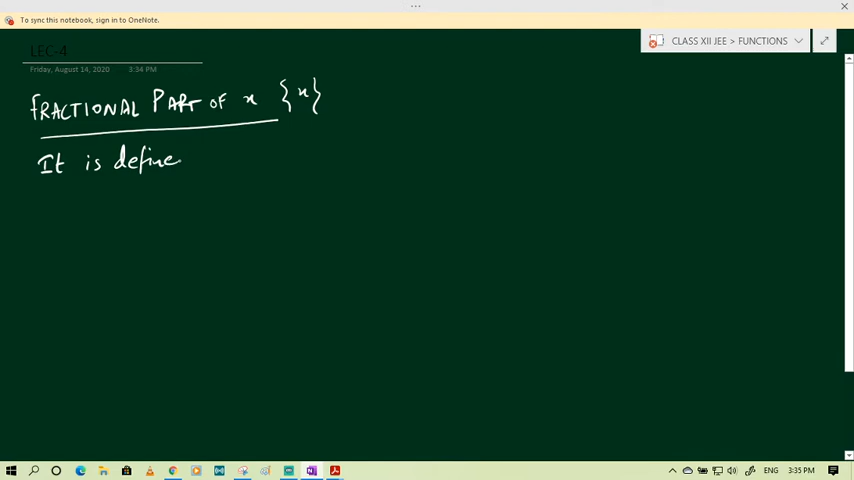 To sync this notebook, sign in to OneNote.
CLASS XII JEE > FUNCTIONS
LEC-4
Friday, August 14, 2020 3:34 PM
FRACTIONAL PART OF x {x}
It is define
ENG 3:35 PM